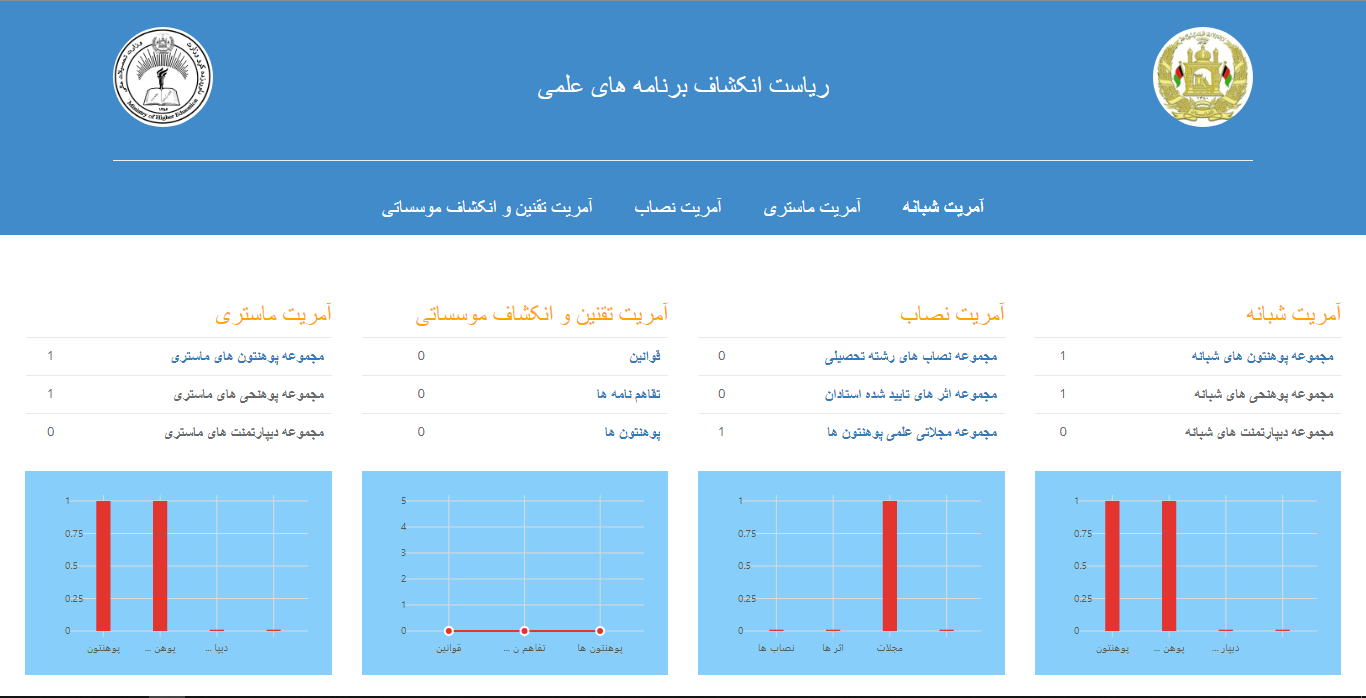 ریاست انکشاف برنامه های علمی
Ministry of Higher Education
آمریت شبانه
آمریت ماستری
آمریت نصاب
آمریت تقنین و انکشاف موسساتی
آمریت شبانه
مجموعه پوهنتون های شبانه 1
مجموعه پوهنحی های شبانه 1
مجموعه دیپارتمنت های شبانه 0
1
0.75
0.5
0.25
0
پوهنتون
پوهن ...
دیپار ...
آمریت نصاب
مجموعه نصاب های رشته تحصیلی 0
مجموعه اثر های تایید شده استادان 0
مجموعه مجلاتی علمی پوهنتون ها 1
1
0.75
0.5
0.25
0
نصاب ها
اثر ها
مجلات
آمریت تقنین و انکشاف موسساتی
قوانین 0
تفاهم نامه ها 0
پوهنتون ها 0
5
4
3
2
1
0
قوانین
تفاهم ن ...
پوهنتون ها
آمریت ماستری
مجموعه پوهنتون های ماستری 1
مجموعه پوهنحی های ماستری 1
مجموعه دیپارتمنت های ماستری 0
1
0.75
0.5
0.25
0
پوهنتون
پوهن ...
دیپا ...